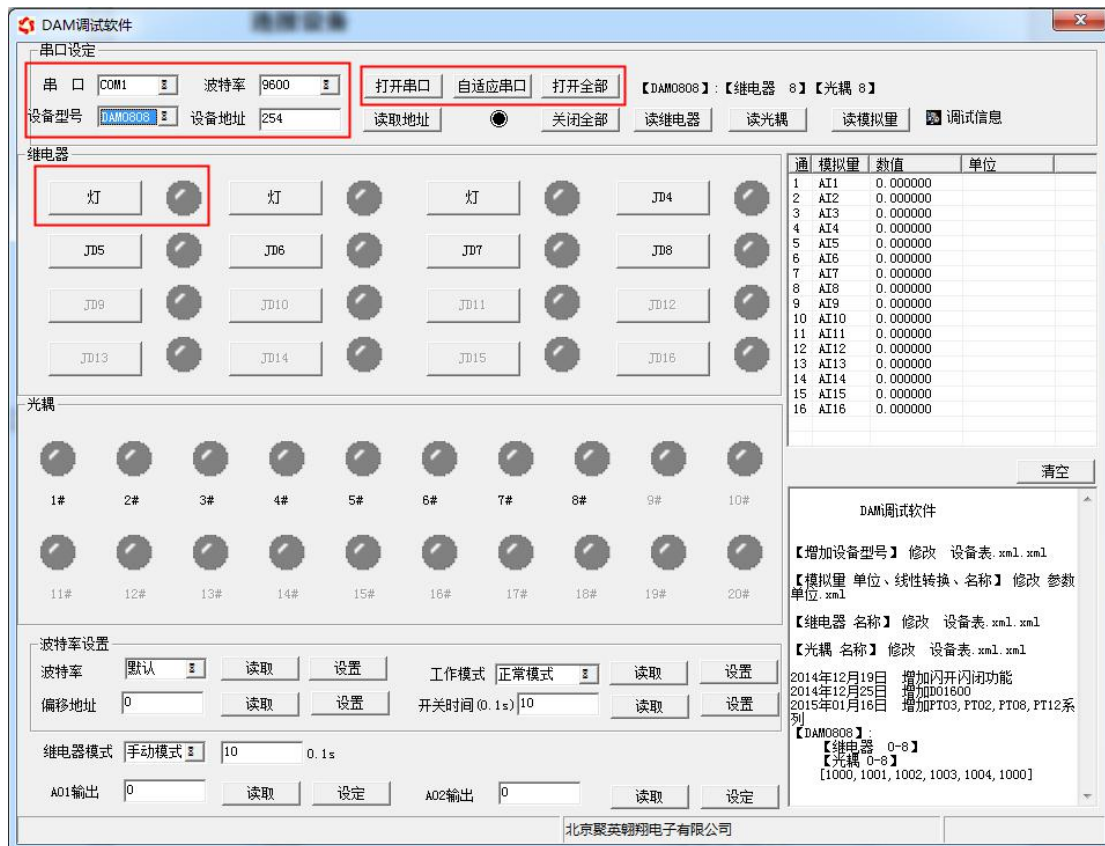 DAM调试软件
串口设定
串 口 COM1 波特率 9600 打开串口 自适应串口 打开全部 【DAM0808】:【继电器 8】【光耦 8】
设备型号 DAM0808 设备地址 254 读取地址 关闭全部 读继电器 读光耦 读模拟量 调试信息
继电器
灯 灯 灯 JD4
JD5 JD6 JD7 JD8
JD9 JD10 JD11 JD12
JD13 JD14 JD15 JD16
通 模拟量 数值 单位
1 AI1 0.000000
2 AI2 0.000000
3 AI3 0.000000
4 AI4 0.000000
5 AI5 0.000000
6 AI6 0.000000
7 AI7 0.000000
8 AI8 0.000000
9 AI9 0.000000
10 AI10 0.000000
11 AI11 0.000000
12 AI12 0.000000
13 AI13 0.000000
14 AI14 0.000000
15 AI15 0.000000
16 AI16 0.000000
光耦
1# 2# 3# 4# 5# 6# 7# 8# 9# 10#
11# 12# 13# 14# 15# 16# 17# 18# 19# 20#
清空
DAM调试软件
【增加设备型号】 修改 设备表.xml.xml
【模拟量 单位、线性转换、名称】 修改 参数
单位.xml
【继电器 名称】 修改 设备表.xml.xml
【光耦 名称】 修改 设备表.xml.xml
2014年12月19日 增加闪开闪闭功能
2014年12月25日 增加DO1600
2015年01月16日 增加PT03,PT02,PT08,PT12系
列
【DAM0808】:
【继电器 0-8】
【光耦 0-8】
[1000,1001,1002,1003,1004,1000]
波特率设置
波特率 默认 读取 设置 工作模式 正常模式 读取 设置
偏移地址 0 读取 设置 开关时间(0.1s) 10 读取 设置
继电器模式 手动模式 10 0.1s
AO1输出 0 读取 设定 AO2输出 0 读取 设定
北京聚英翱翔电子有限公司